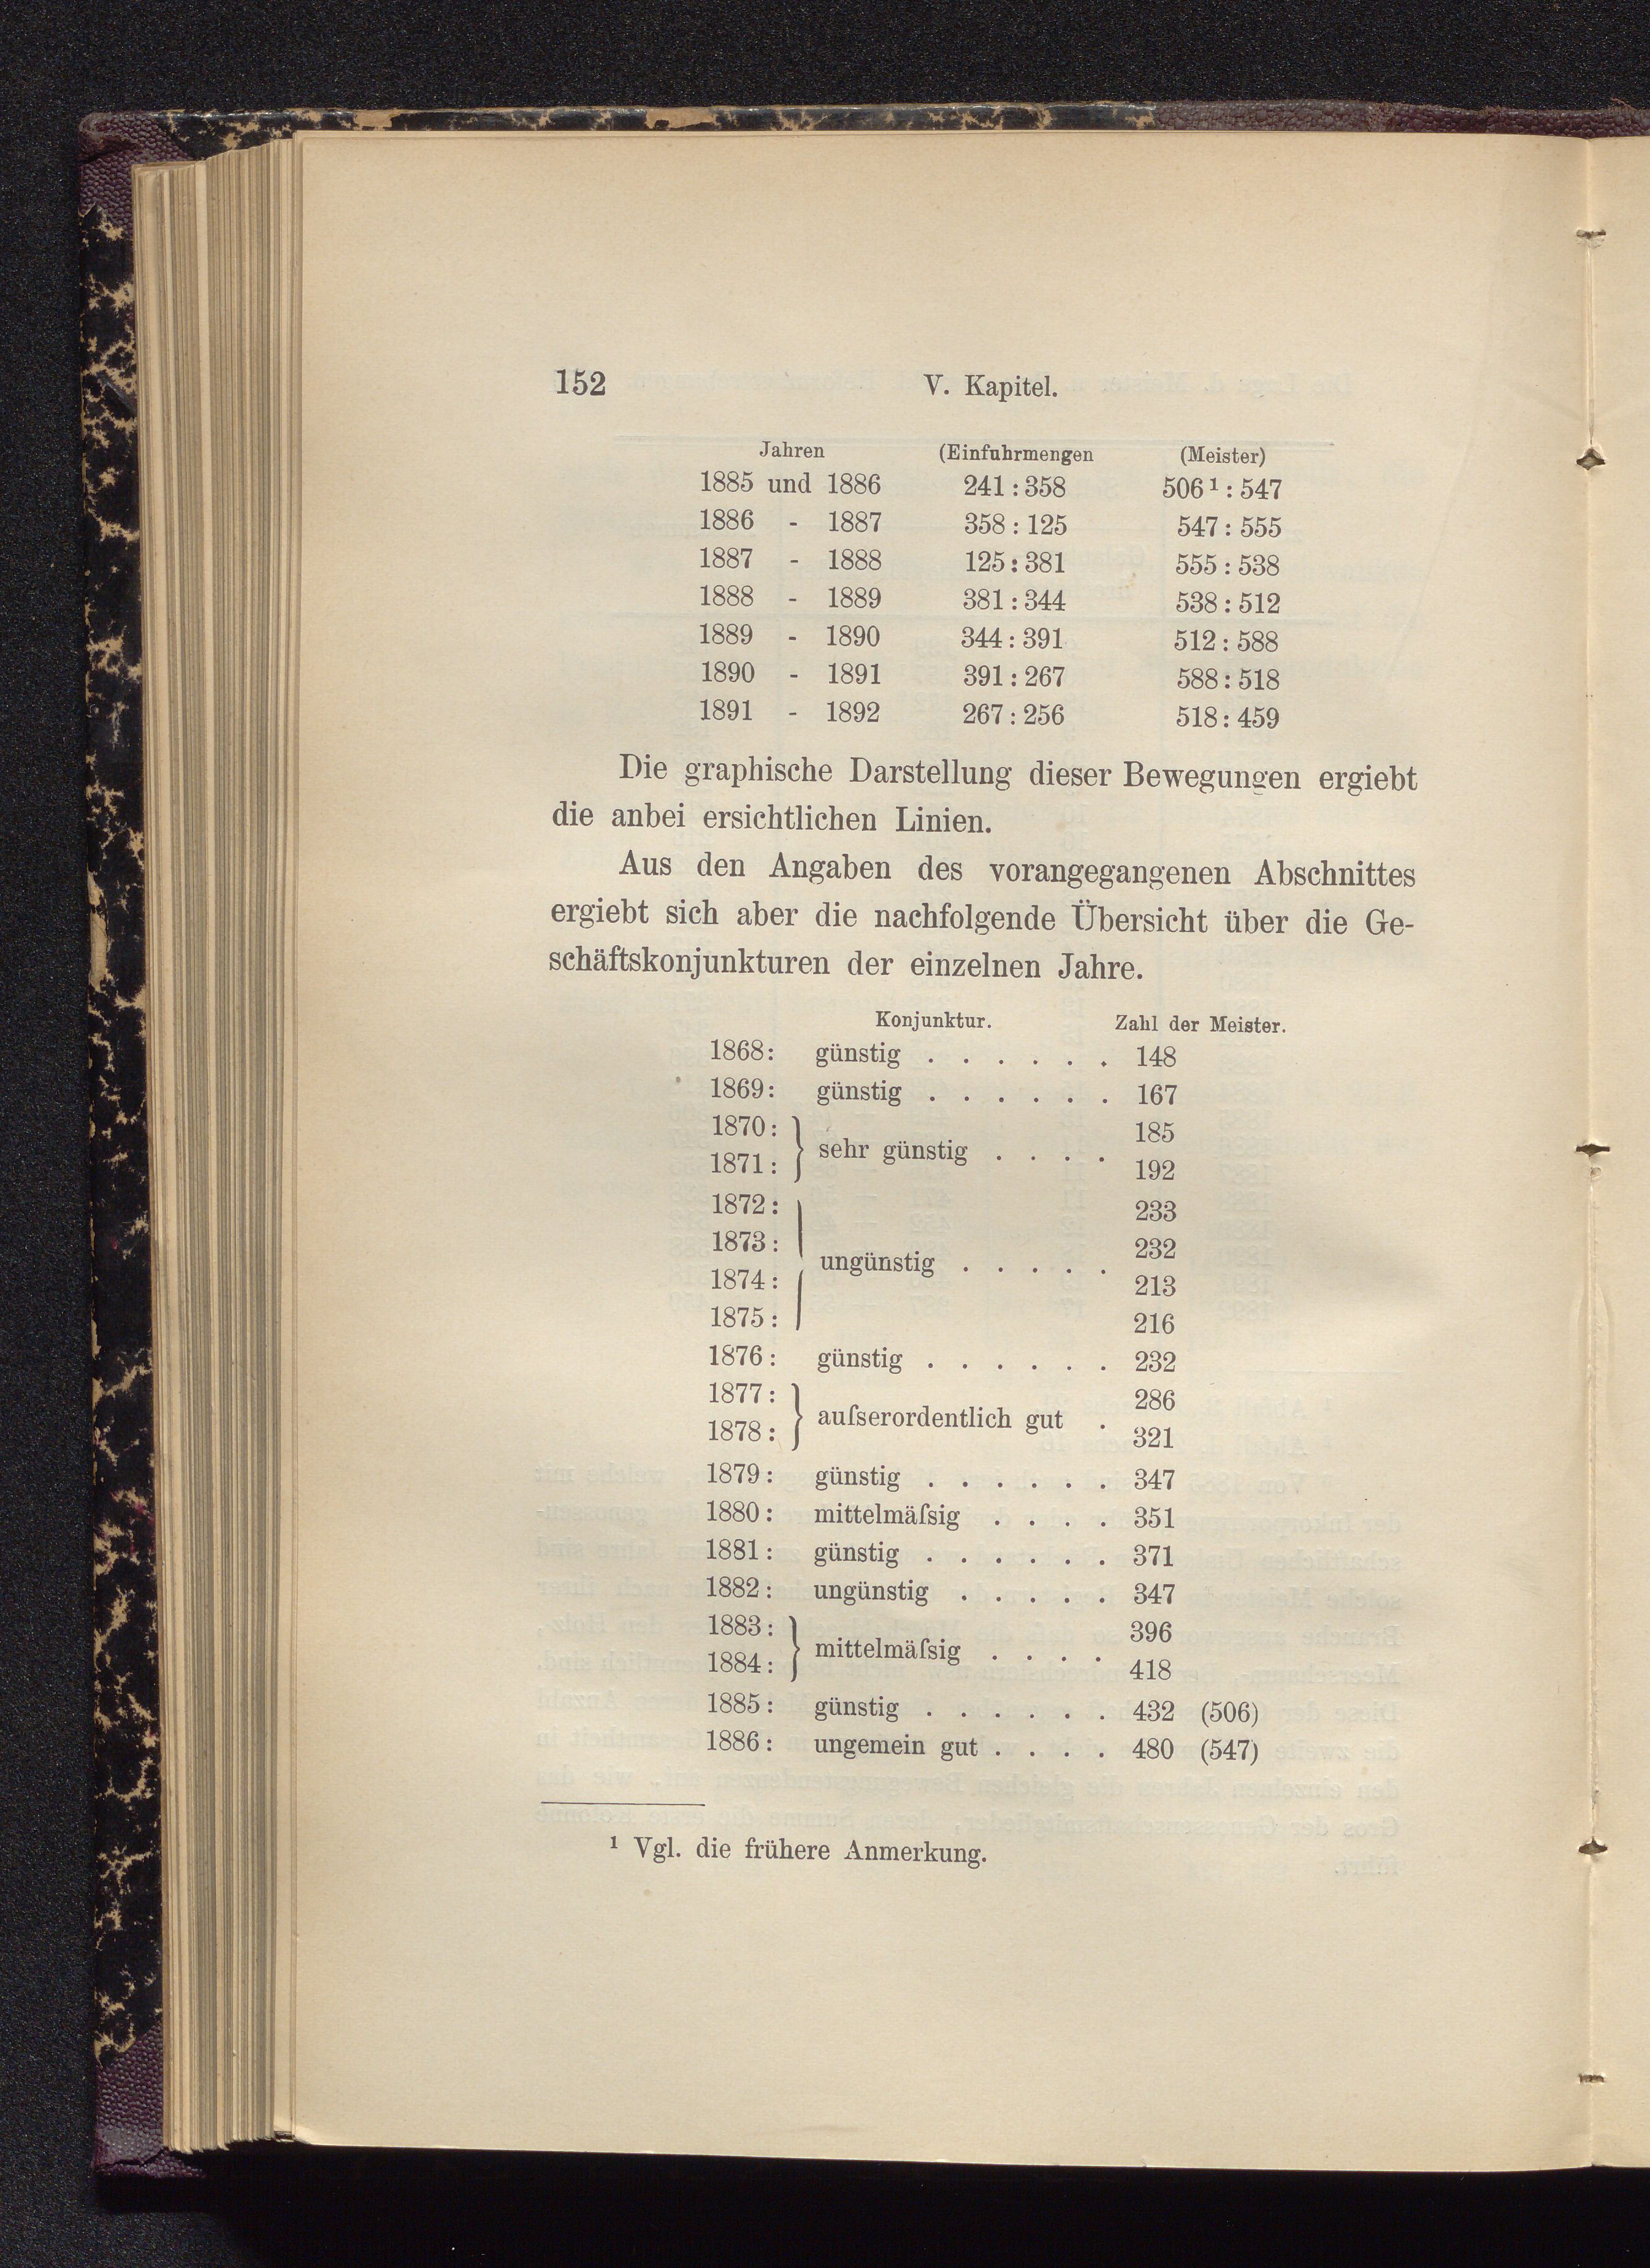 152 V. Kapitel.
Jahren (Einfuhrmengen (Meister)
1885 und 1886 241 : 358 506 ¹ : 547
1886 - 1887 358 : 125 547 : 555
1887 - 1888 125 : 381 555 : 538
1888 - 1889 381 : 344 538 : 512
1889 - 1890 344 : 391 512 : 588
1890 - 1891 391 : 267 588 : 518
1891 - 1892 267 : 256 518 : 459
Die graphische Darstellung dieser Bewegungen ergiebt
die anbei ersichtlichen Linien.
Aus den Angaben des vorangegangenen Abschnittes
ergiebt sich aber die nachfolgende Übersicht über die Ge-
schäftskonjunkturen der einzelnen Jahre.
Konjunktur. Zahl der Meister.
1868: günstig . . . . . . 148
1869: günstig . . . . . . 167
1870: } sehr günstig . . . . 185
1871: 192
1872: } ungünstig . . . . . 233
1873: 232
1874: 213
1875: 216
1876: günstig . . . . . . 232
1877: } auſserordentlich gut . 286
1878: 321
1879: günstig . . . . . . 347
1880: mittelmäſsig . . . . 351
1881: günstig . . . . . . 371
1882: ungünstig . . . . . 347
1883: } mittelmäſsig . . . . 396
1884: 418
1885: günstig . . . . . . 432 (506)
1886: ungemein gut . . . . 480 (547)
¹ Vgl. die frühere Anmerkung.